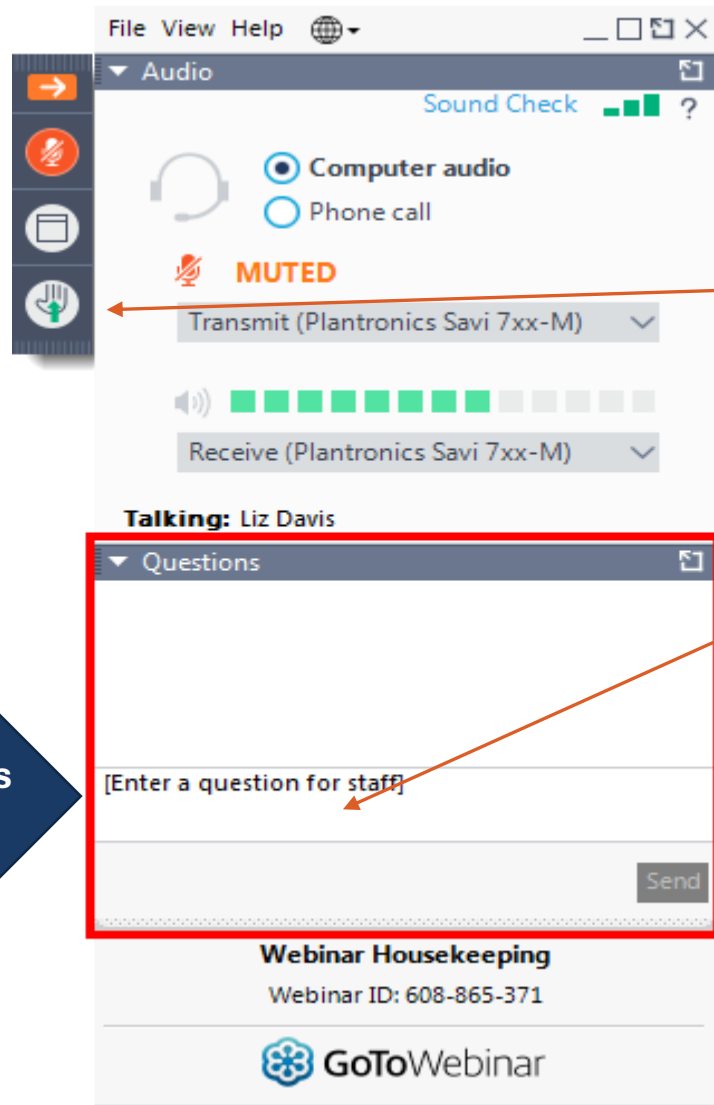 File View Help
Audio
Sound Check ?
Computer audio
Phone call
MUTED
Transmit (Plantronics Savi 7xx-M)
Receive (Plantronics Savi 7xx-M)
Talking: Liz Davis
Questions
s
[Enter a question for staff]
Send
Webinar Housekeeping
Webinar ID: 608-865-371
GoToWebinar